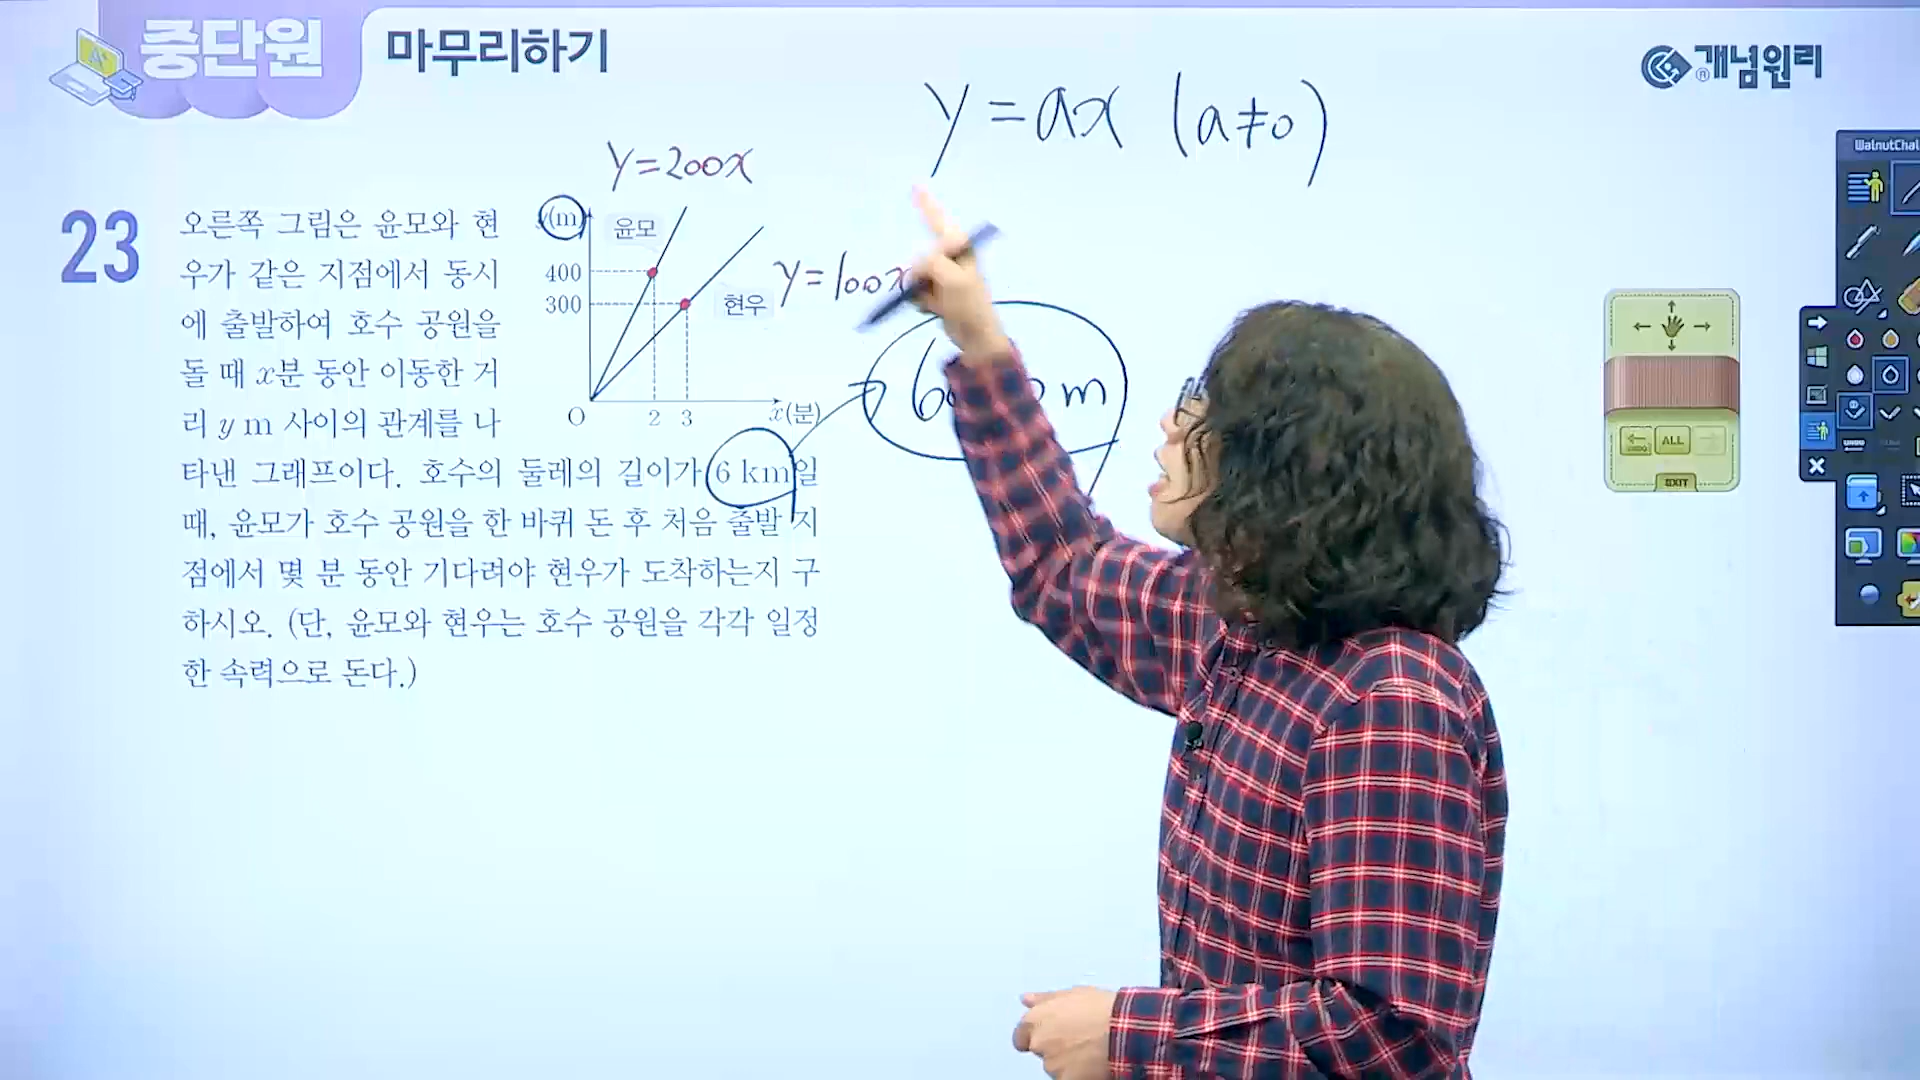 중단원 마무리하기
개념원리
y = ax (a≠0)
y=200x
23
오른쪽 그림은 윤모와 현
우가 같은 지점에서 동시
에 출발하여 호수 공원을
돌 때 x분 동안 이동한 거
리 y m 사이의 관계를 나
타낸 그래프이다. 호수의 둘레의 길이가 6 km일
때, 윤모가 호수 공원을 한 바퀴 돈 후 처음 출발 지
점에서 몇 분 동안 기다려야 현우가 도착하는지 구
하시오. (단, 윤모와 현우는 호수 공원을 각각 일정
한 속력으로 돈다.)
y(m)
윤모
400
300
현우
y=100x
O
2
3
x(분)
m
WalnutChal
ALL
EXIT